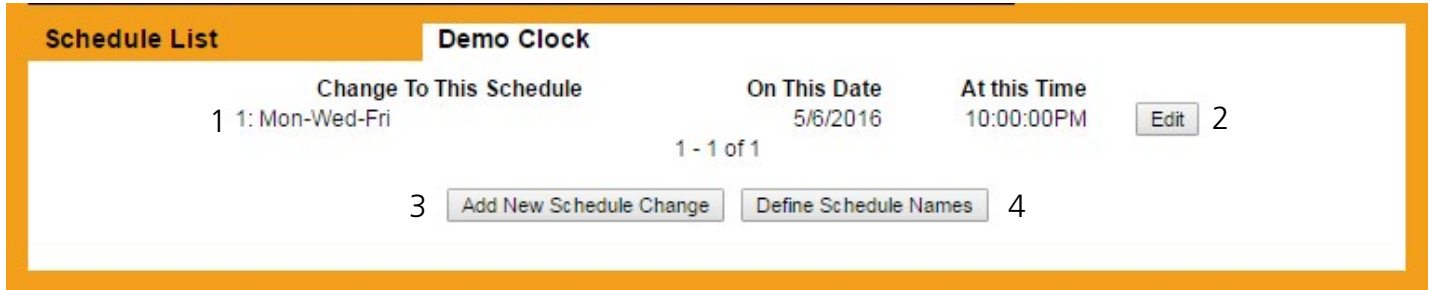 Schedule List Demo Clock
Change To This Schedule On This Date At this Time
1 1: Mon-Wed-Fri 5/6/2016 10:00:00PM Edit 2
1 - 1 of 1
3 Add New Schedule Change Define Schedule Names 4